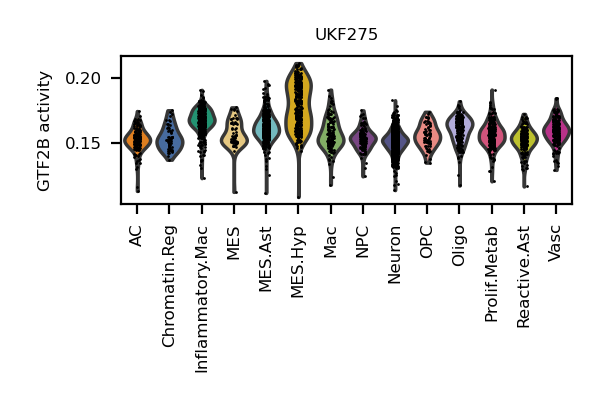 UKF275
GTF2B activity
0.20
0.15
AC
Chromatin.Reg
Inflammatory.Mac
MES
MES.Ast
MES.Hyp
Mac
NPC
Neuron
OPC
Oligo
Prolif.Metab
Reactive.Ast
Vasc